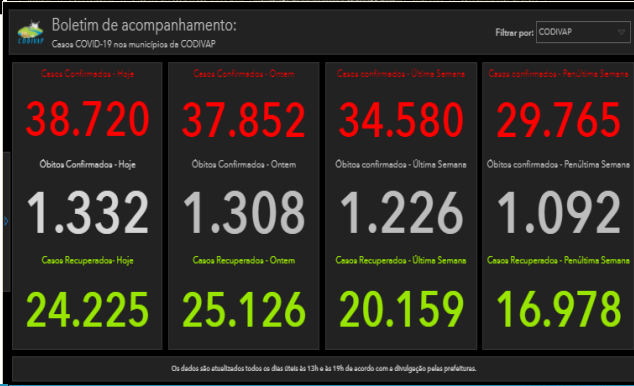 Boletim de acompanhamento:
Casos COVID-19 nos municípios da CODIVAP
CODIVAP
Filtrar por: CODIVAP
Casos Confirmados - Hoje
38.720
Óbitos Confirmados - Hoje
1.332
Casos Recuperados- Hoje
24.225
Casos Confirmados - Ontem
37.852
Óbitos Confirmados - Ontem
1.308
Casos Recuperados - Ontem
25.126
Casos confirmados - Última Semana
34.580
Óbitos confirmados - Última Semana
1.226
Casos Recuperados - Última Semana
20.159
Casos confirmados - Penúltima Semana
29.765
Óbitos confirmados - Penúltima Semana
1.092
Casos Recuperados - Penúltima Semana
16.978
Os dados são atualizados todos os dias úteis às 13h e às 19h de acordo com a divulgação pelas prefeituras.